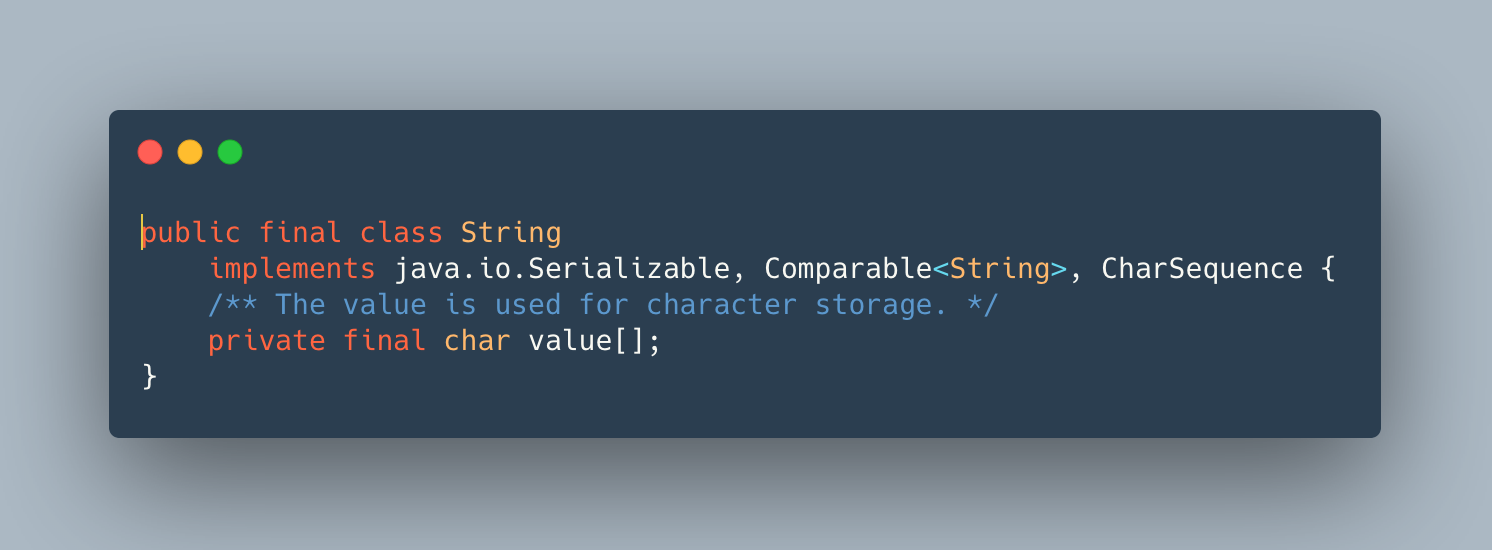 public final class String
    implements java.io.Serializable, Comparable<String>, CharSequence {
    /** The value is used for character storage. */
    private final char value[];
}